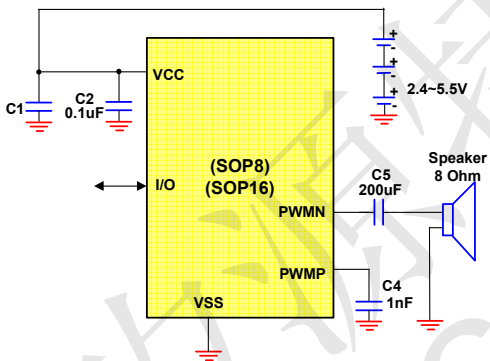 VCC
C1
C2
0.1uF
+
-
+
-
+
-
2.4~5.5V
(SOP8)
(SOP16)
I/O
Speaker
8 Ohm
C5
200uF
PWMN
PWMP
C4
1nF
VSS